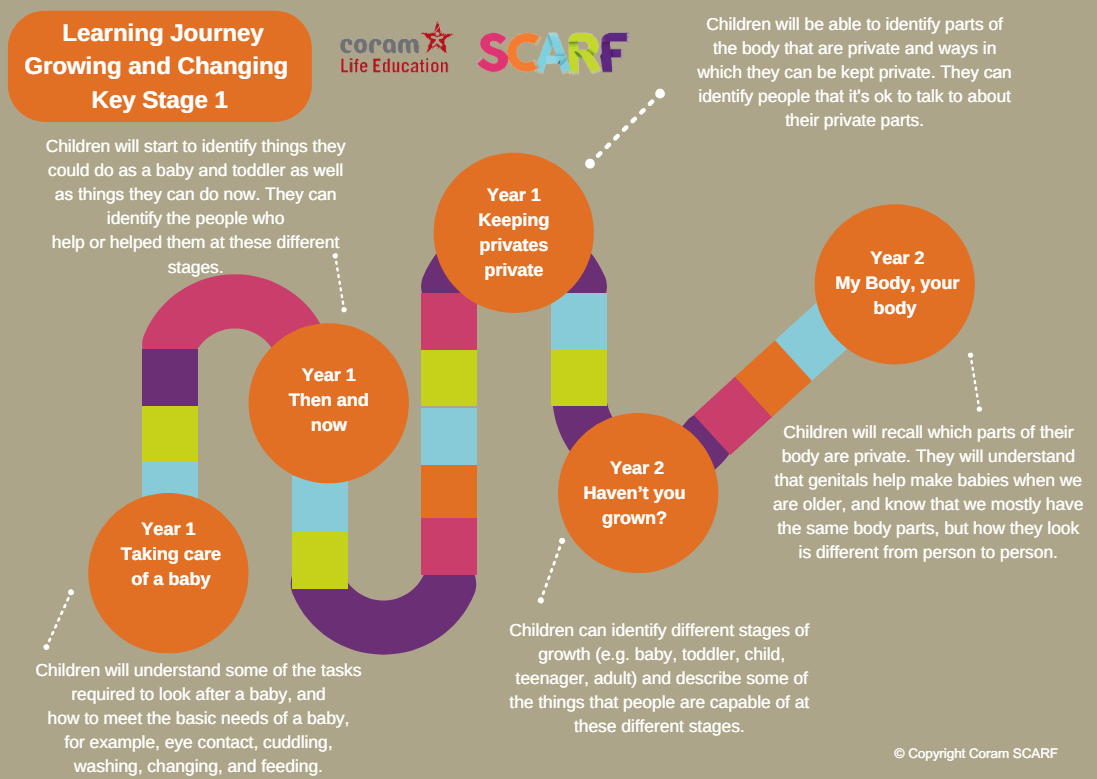 Learning Journey
Growing and Changing
Key Stage 1
coram
Life Education
SCARF
Children will be able to identify parts of
the body that are private and ways in
which they can be kept private. They can
identify people that it's ok to talk to about
their private parts.
Children will start to identify things they
could do as a baby and toddler as well
as things they can do now. They can
identify the people who
help or helped them at these different
stages.
Year 1
Keeping
privates
private
Year 2
My Body, your
body
Year 1
Then and
now
Children will recall which parts of their
body are private. They will understand
that genitals help make babies when we
are older, and know that we mostly have
the same body parts, but how they look
is different from person to person.
Year 2
Haven’t you
grown?
Year 1
Taking care
of a baby
Children can identify different stages of
growth (e.g. baby, toddler, child,
teenager, adult) and describe some of
the things that people are capable of at
these different stages.
Children will understand some of the tasks
required to look after a baby, and
how to meet the basic needs of a baby,
for example, eye contact, cuddling,
washing, changing, and feeding.
© Copyright Coram SCARF